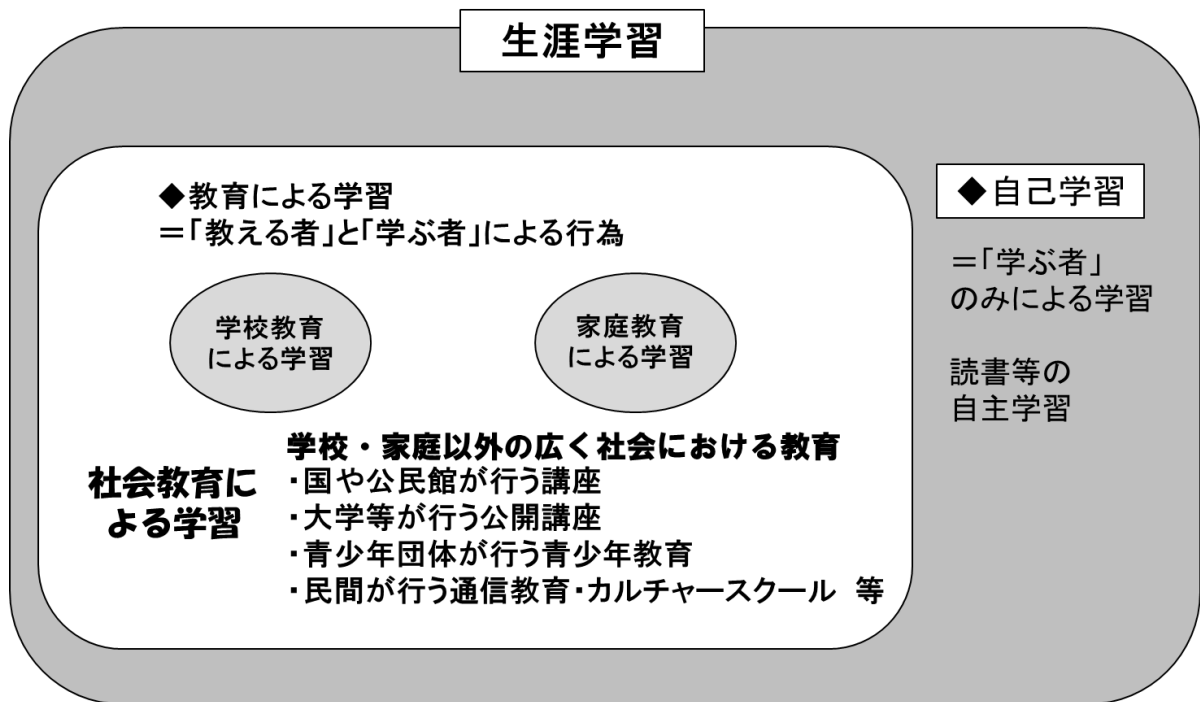 生涯学習
◆教育による学習
＝「教える者」と「学ぶ者」による行為
学校教育
による学習
家庭教育
による学習
社会教育に
よる学習
学校・家庭以外の広く社会における教育
・国や公民館が行う講座
・大学等が行う公開講座
・青少年団体が行う青少年教育
・民間が行う通信教育・カルチャースクール　等
◆自己学習
＝「学ぶ者」
のみによる学習
読書等の
自主学習